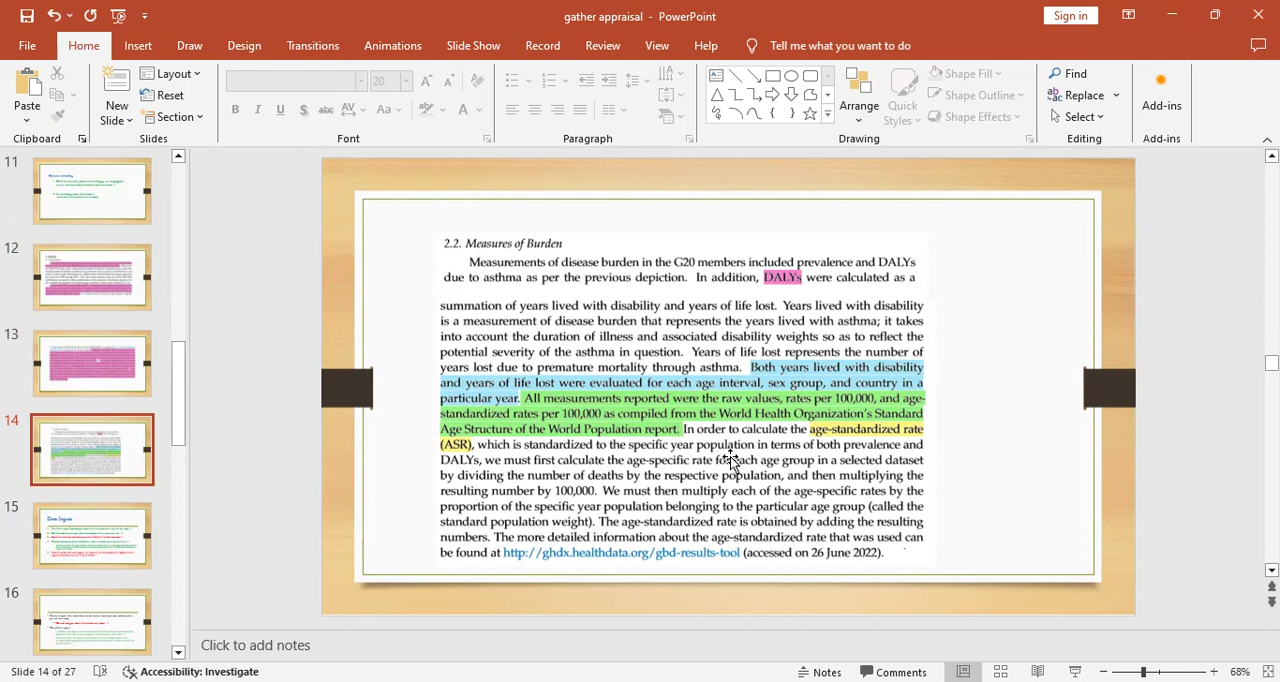 gather appraisal - PowerPoint
Sign in
File Home Insert Draw Design Transitions Animations Slide Show Record Review View Help Tell me what you want to do
Paste
New Slide
Layout
Reset
Section
20
B I U S abc AV Aa A
Arrange
Quick Styles
Shape Fill
Shape Outline
Shape Effects
Find
Replace
Select
Add-ins
Clipboard Slides Font Paragraph Drawing Editing Add-ins
11
12
13
14
15
16
2.2. Measures of Burden
Measurements of disease burden in the G20 members included prevalence and DALYs
due to asthma as per the previous depiction. In addition, DALYs were calculated as a
summation of years lived with disability and years of life lost. Years lived with disability
is a measurement of disease burden that represents the years lived with asthma; it takes
into account the duration of illness and associated disability weights so as to reflect the
potential severity of the asthma in question. Years of life lost represents the number of
years lost due to premature mortality through asthma. Both years lived with disability
and years of life lost were evaluated for each age interval, sex group, and country in a
particular year. All measurements reported were the raw values, rates per 100,000, and age-
standardized rates per 100,000 as compiled from the World Health Organization's Standard
Age Structure of the World Population report. In order to calculate the age-standardized rate
(ASR), which is standardized to the specific year population in terms of both prevalence and
DALYs, we must first calculate the age-specific rate for each age group in a selected dataset
by dividing the number of deaths by the respective population, and then multiplying the
resulting number by 100,000. We must then multiply each of the age-specific rates by the
proportion of the specific year population belonging to the particular age group (called the
standard population weight). The age-standardized rate is obtained by adding the resulting
numbers. The more detailed information about the age-standardized rate that was used can
be found at http://ghdx.healthdata.org/gbd-results-tool (accessed on 26 June 2022).
Click to add notes
Slide 14 of 27 Accessibility: Investigate Notes Comments 68%